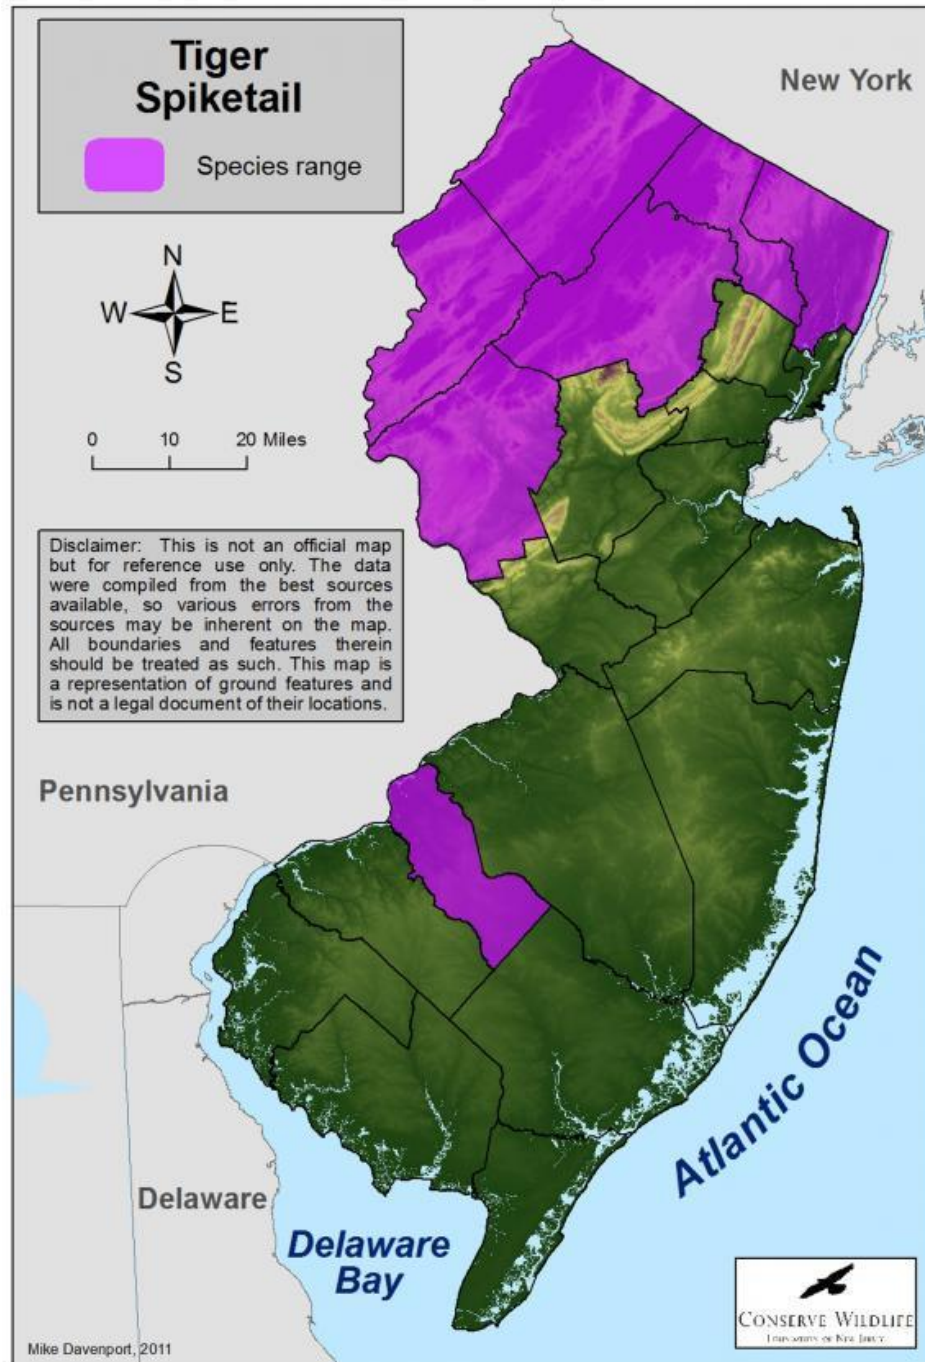 Tiger
Spiketail
Species range
New York
N
W
E
S
0 10 20 Miles
Disclaimer: This is not an official map
but for reference use only. The data
were compiled from the best sources
available, so various errors from the
sources may be inherent on the map.
All boundaries and features therein
should be treated as such. This map is
a representation of ground features and
is not a legal document of their locations.
Pennsylvania
Atlantic Ocean
Delaware
Delaware
Bay
CONSERVE WILDLIFE
FOUNDATION OF NEW JERSEY
Mike Davenport, 2011